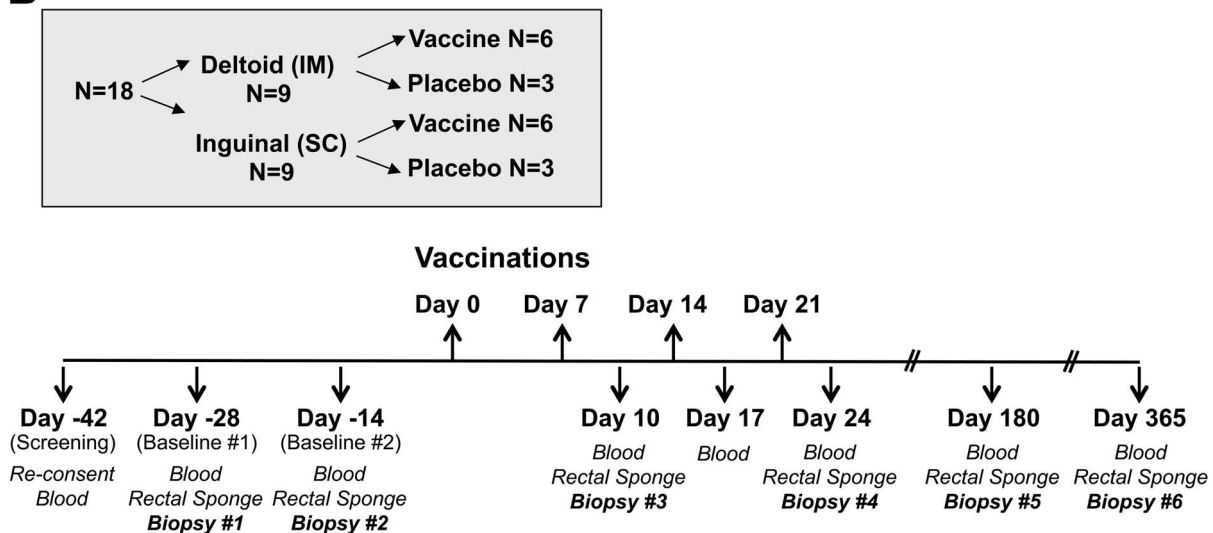 B
N=18
Deltoid (IM)
N=9
Vaccine N=6
Placebo N=3
Inguinal (SC)
N=9
Vaccine N=6
Placebo N=3
Vaccinations
Day 0 Day 7 Day 14 Day 21
Day -42
(Screening)
Re-consent
Blood
Day -28
(Baseline #1)
Blood
Rectal Sponge
Biopsy #1
Day -14
(Baseline #2)
Blood
Rectal Sponge
Biopsy #2
Day 10
Blood
Rectal Sponge
Biopsy #3
Day 17
Blood
Day 24
Blood
Rectal Sponge
Biopsy #4
Day 180
Blood
Rectal Sponge
Biopsy #5
Day 365
Blood
Rectal Sponge
Biopsy #6